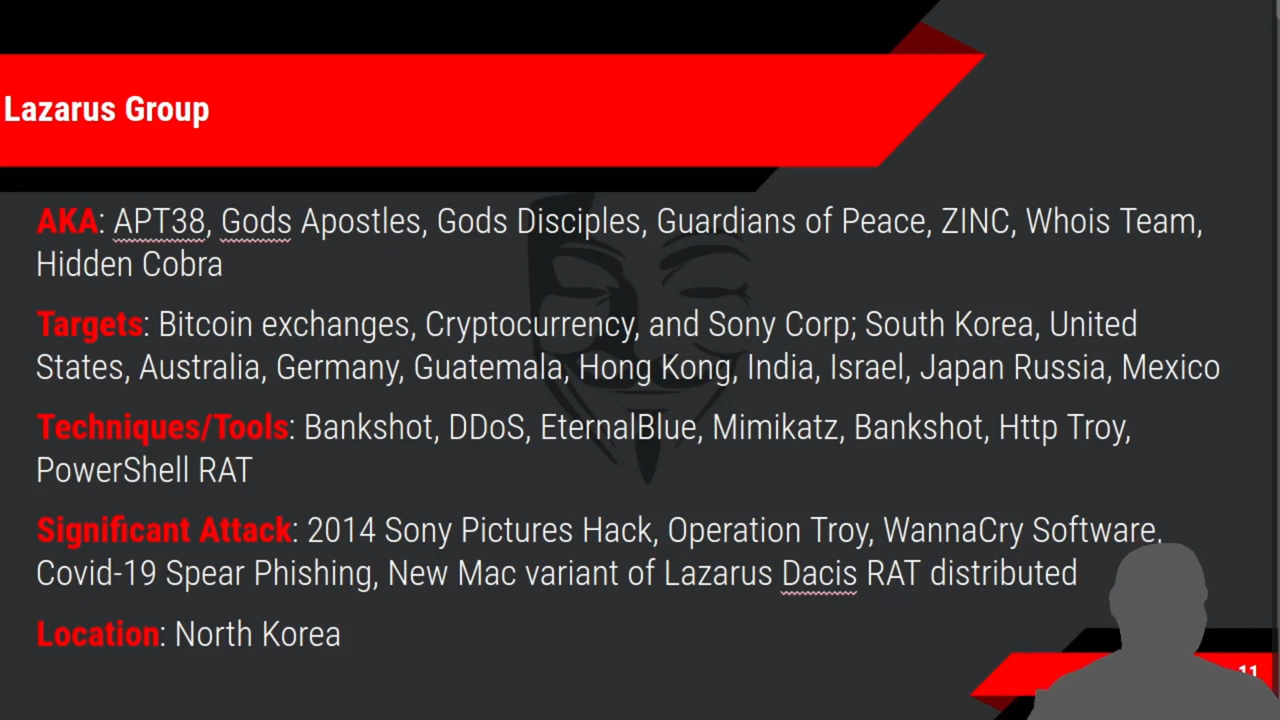 Lazarus Group
AKA: APT38, Gods Apostles, Gods Disciples, Guardians of Peace, ZINC, Whois Team,
Hidden Cobra
Targets: Bitcoin exchanges, Cryptocurrency, and Sony Corp; South Korea, United
States, Australia, Germany, Guatemala, Hong Kong, India, Israel, Japan Russia, Mexico
Techniques/Tools: Bankshot, DDoS, EternalBlue, Mimikatz, Bankshot, Http Troy,
PowerShell RAT
Significant Attack: 2014 Sony Pictures Hack, Operation Troy, WannaCry Software,
Covid-19 Spear Phishing, New Mac variant of Lazarus Dacis RAT distributed
Location: North Korea
11